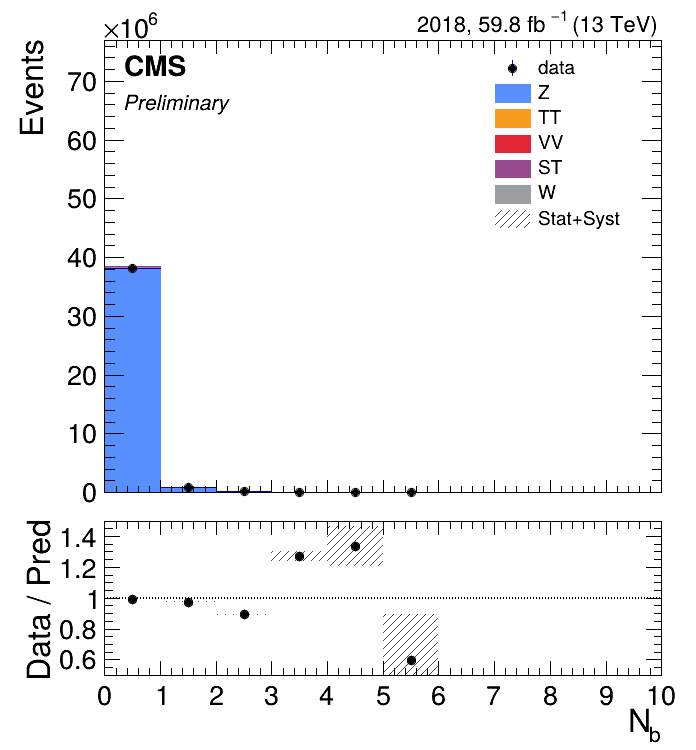 ×10⁶
2018, 59.8 fb⁻¹ (13 TeV)
Events
CMS
Preliminary
data
Z
TT
VV
ST
W
Stat+Syst
70
60
50
40
30
20
10
0
Data / Pred
1.4
1.2
1
0.8
0.6
0 1 2 3 4 5 6 7 8 9 10
N_b